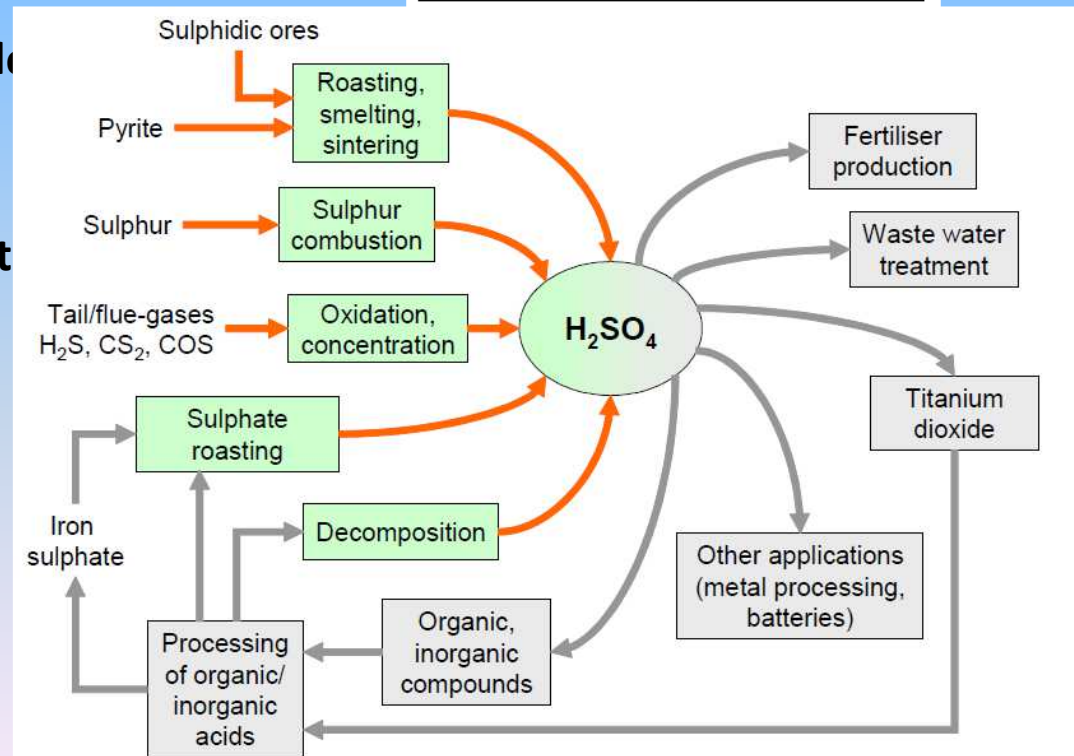 Sulphidic ores
Roasting,
smelting,
sintering
Pyrite
Sulphur
Sulphur
combustion
Tail/flue-gases
H₂S, CS₂, COS
Oxidation,
concentration
H₂SO₄
Fertiliser
production
Waste water
treatment
Titanium
dioxide
Sulphate
roasting
Iron
sulphate
Decomposition
Other applications
(metal processing,
batteries)
Organic,
inorganic
compounds
Processing
of organic/
inorganic
acids